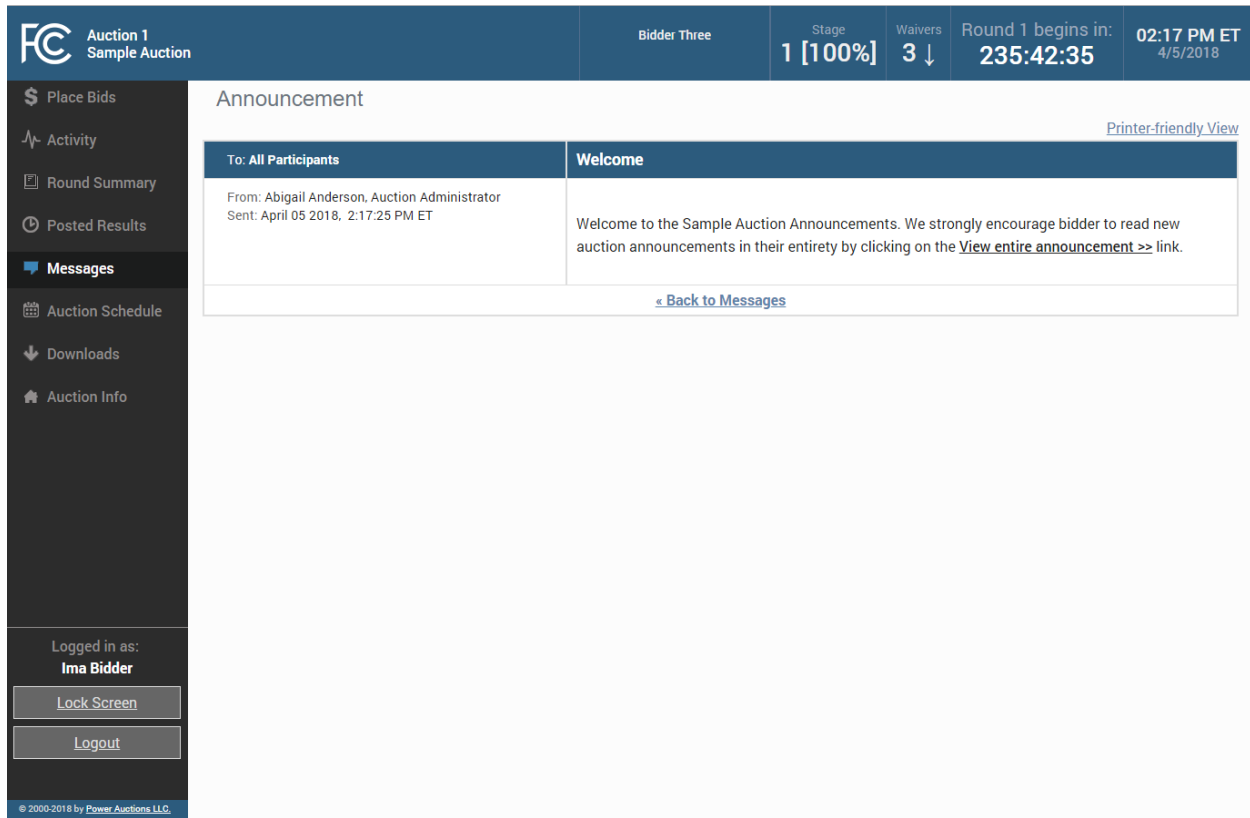 FCC
Auction 1
Sample Auction
Bidder Three
Stage
1 [100%]
Waivers
3 ↓
Round 1 begins in:
235:42:35
02:17 PM ET
4/5/2018
Place Bids
Activity
Round Summary
Posted Results
Messages
Auction Schedule
Downloads
Auction Info
Logged in as:
Ima Bidder
Lock Screen
Logout
© 2000-2018 by Power Auctions LLC.
Announcement
Printer-friendly View
To: All Participants
Welcome
From: Abigail Anderson, Auction Administrator
Sent: April 05 2018, 2:17:25 PM ET
Welcome to the Sample Auction Announcements. We strongly encourage bidder to read new
auction announcements in their entirety by clicking on the View entire announcement >> link.
« Back to Messages